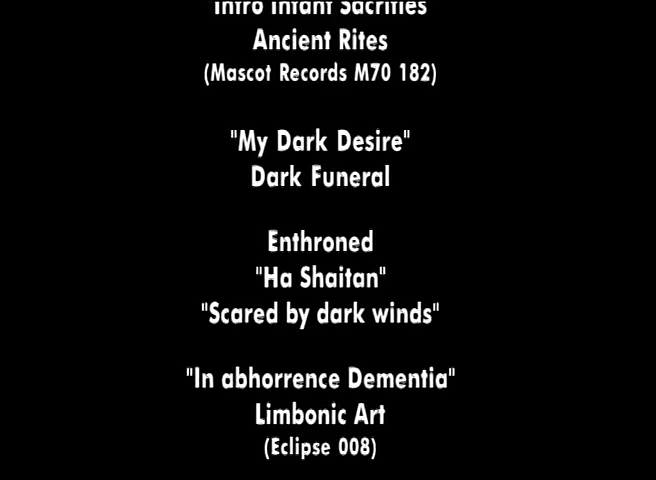 intro infant Sacrifies
Ancient Rites
(Mascot Records M70 182)
"My Dark Desire"
Dark Funeral
Enthroned
"Ha Shaitan"
"Scared by dark winds"
"In abhorrence Dementia"
Limbonic Art
(Eclipse 008)